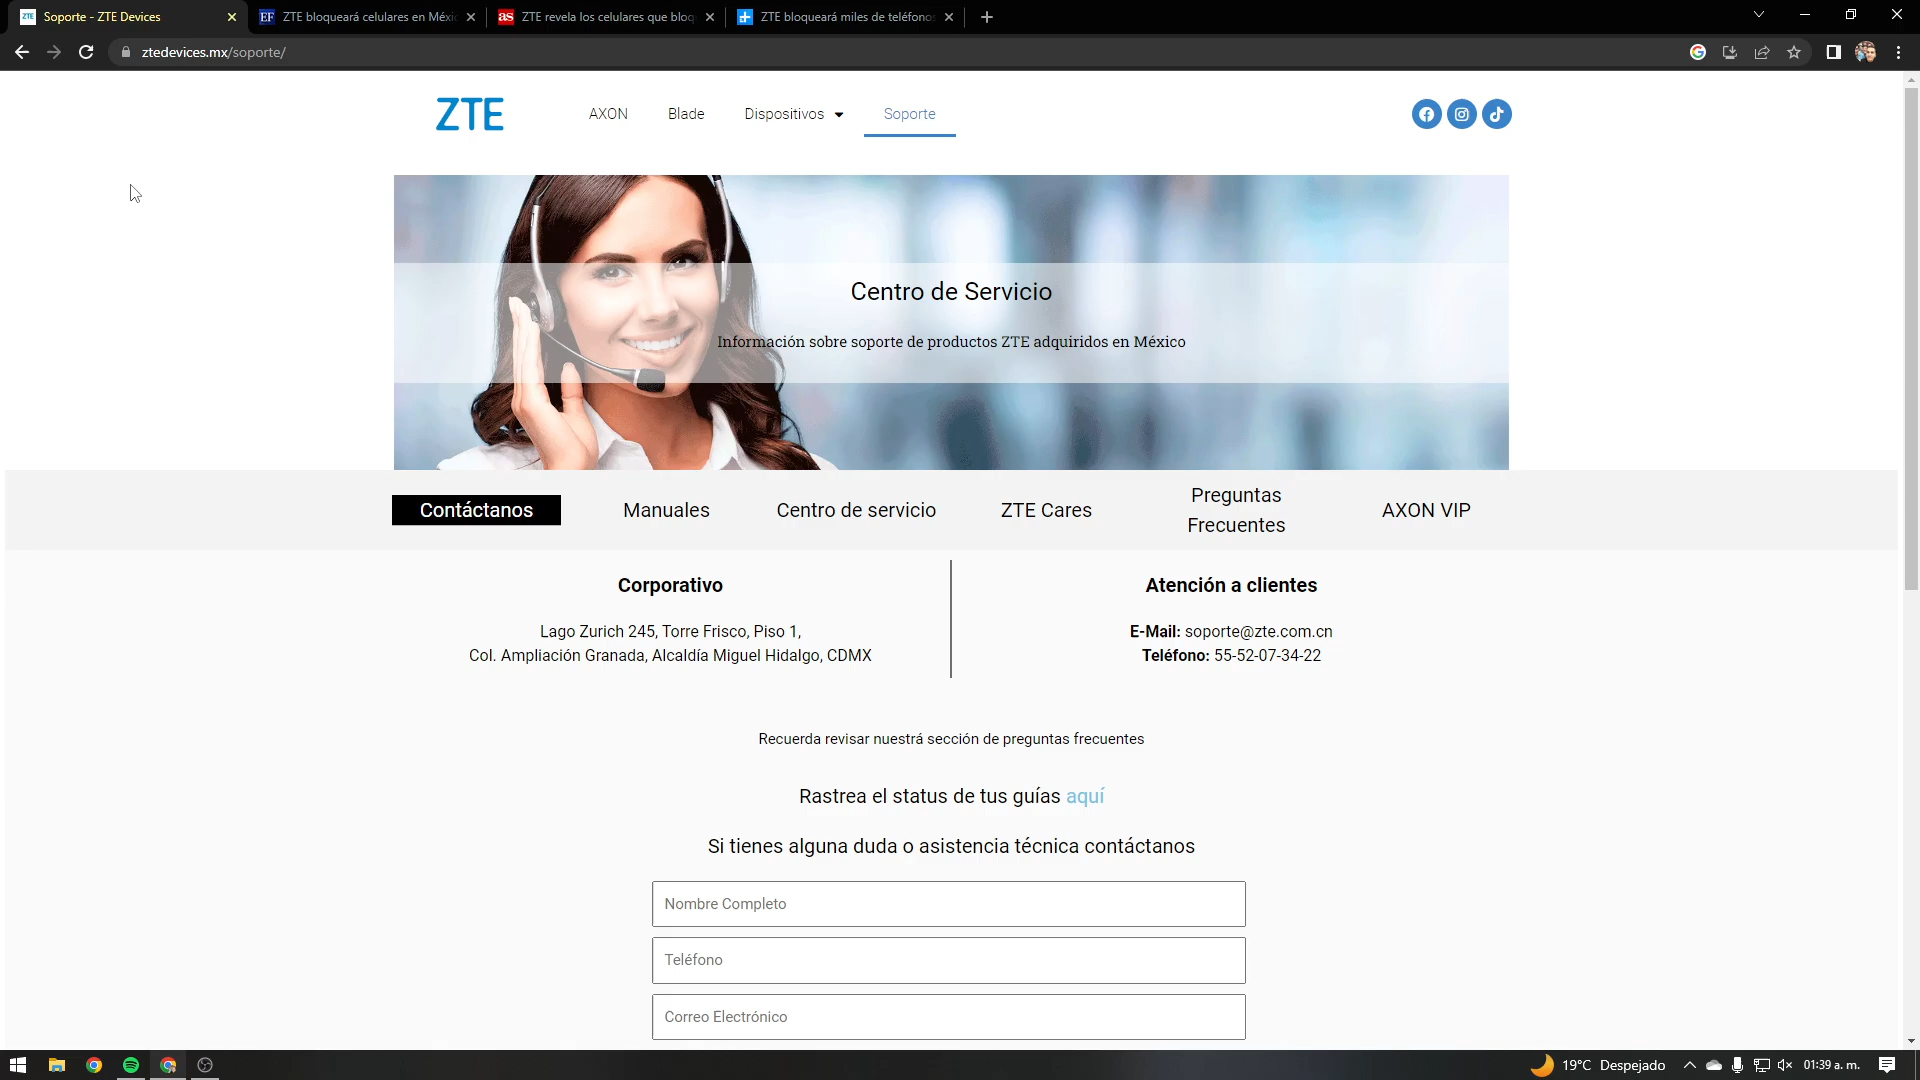 Soporte - ZTE Devices
ZTE bloqueará celulares en Méxic
ZTE revela los celulares que bloq
ZTE bloqueará miles de teléfonos
ztedevices.mx/soporte/
ZTE
AXON
Blade
Dispositivos
Soporte
Centro de Servicio
Información sobre soporte de productos ZTE adquiridos en México
Contáctanos
Manuales
Centro de servicio
ZTE Cares
Preguntas
Frecuentes
AXON VIP
Corporativo
Lago Zurich 245, Torre Frisco, Piso 1,
Col. Ampliación Granada, Alcaldía Miguel Hidalgo, CDMX
Atención a clientes
E-Mail: soporte@zte.com.cn
Teléfono: 55-52-07-34-22
Recuerda revisar nuestrá sección de preguntas frecuentes
Rastrea el status de tus guías aquí
Si tienes alguna duda o asistencia técnica contáctanos
Nombre Completo
Teléfono
Correo Electrónico
19°C Despejado
01:39 a. m.